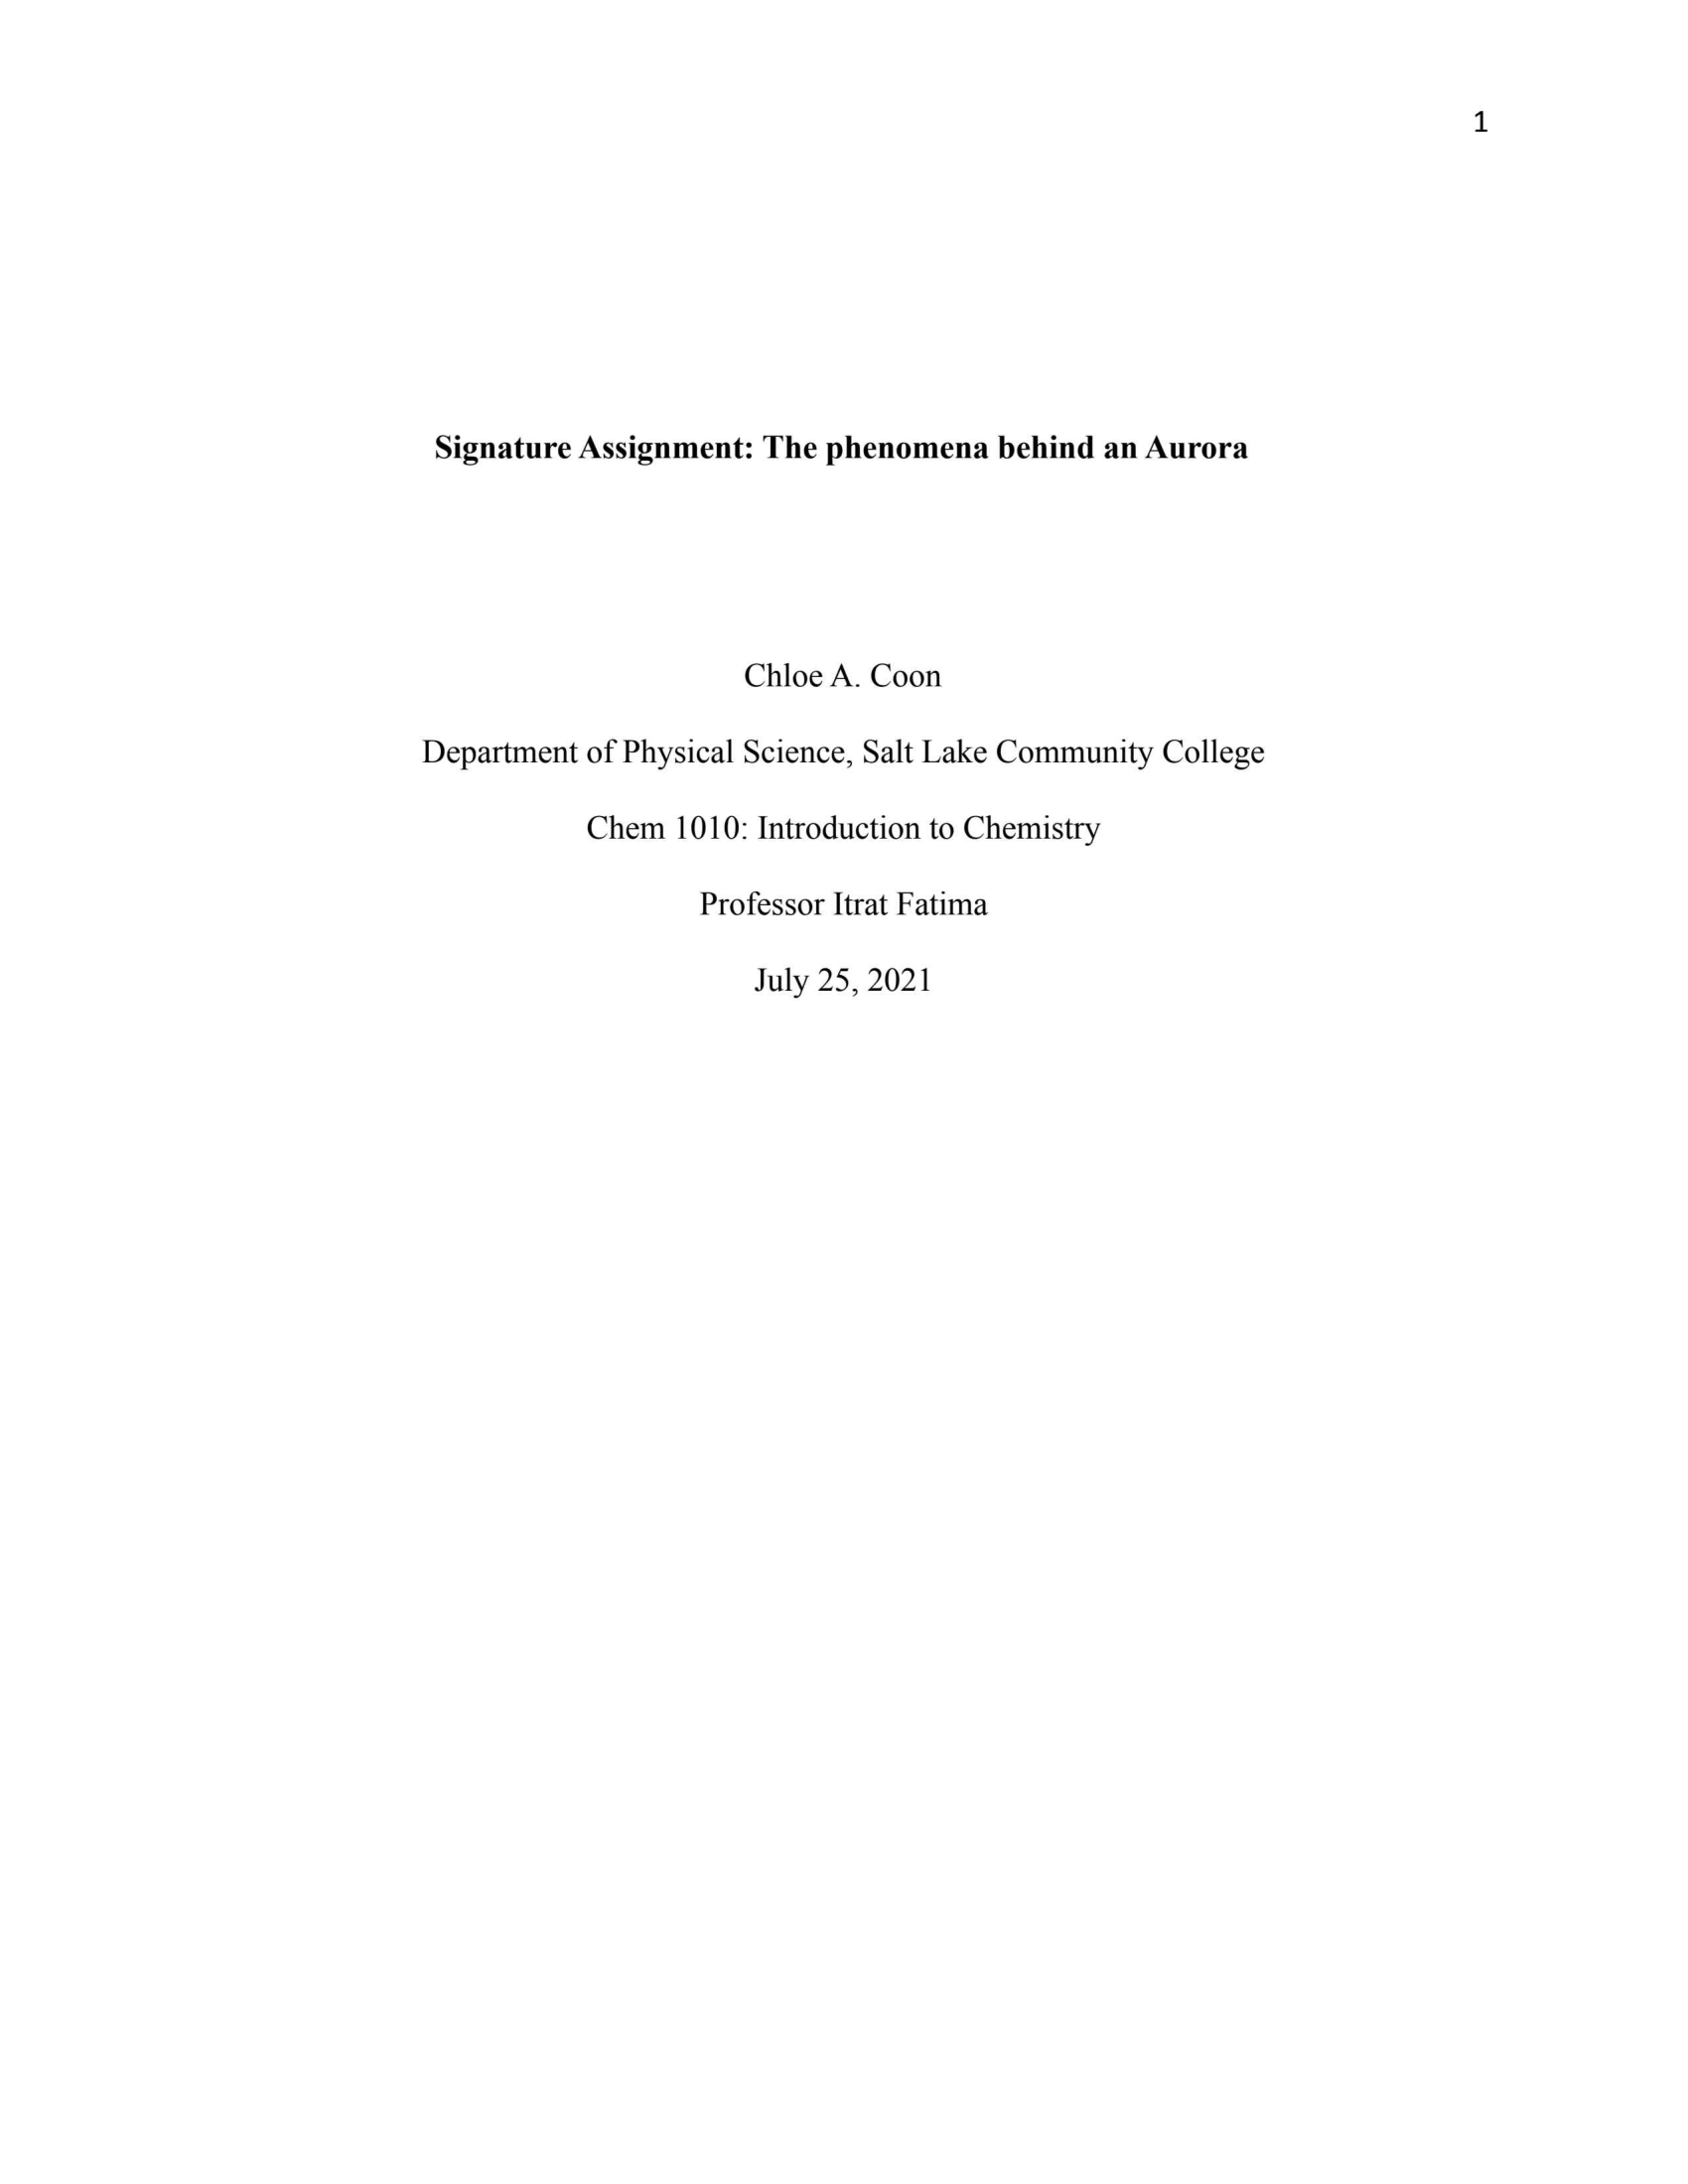 1
Signature Assignment: The phenomena behind an Aurora
Chloe A. Coon
Department of Physical Science, Salt Lake Community College
Chem 1010: Introduction to Chemistry
Professor Itrat Fatima
July 25, 2021